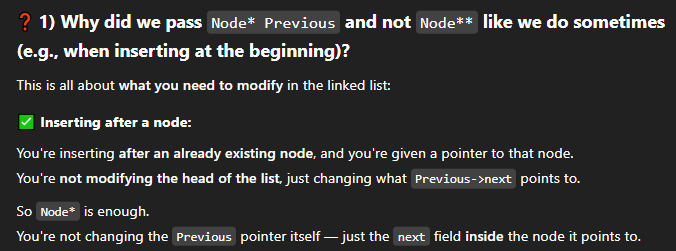 ❓ 1) Why did we pass Node* Previous and not Node** like we do sometimes
(e.g., when inserting at the beginning)?
This is all about what you need to modify in the linked list:
✅ Inserting after a node:
You're inserting after an already existing node, and you're given a pointer to that node.
You're not modifying the head of the list, just changing what Previous->next points to.
So Node* is enough.
You're not changing the Previous pointer itself — just the next field inside the node it points to.